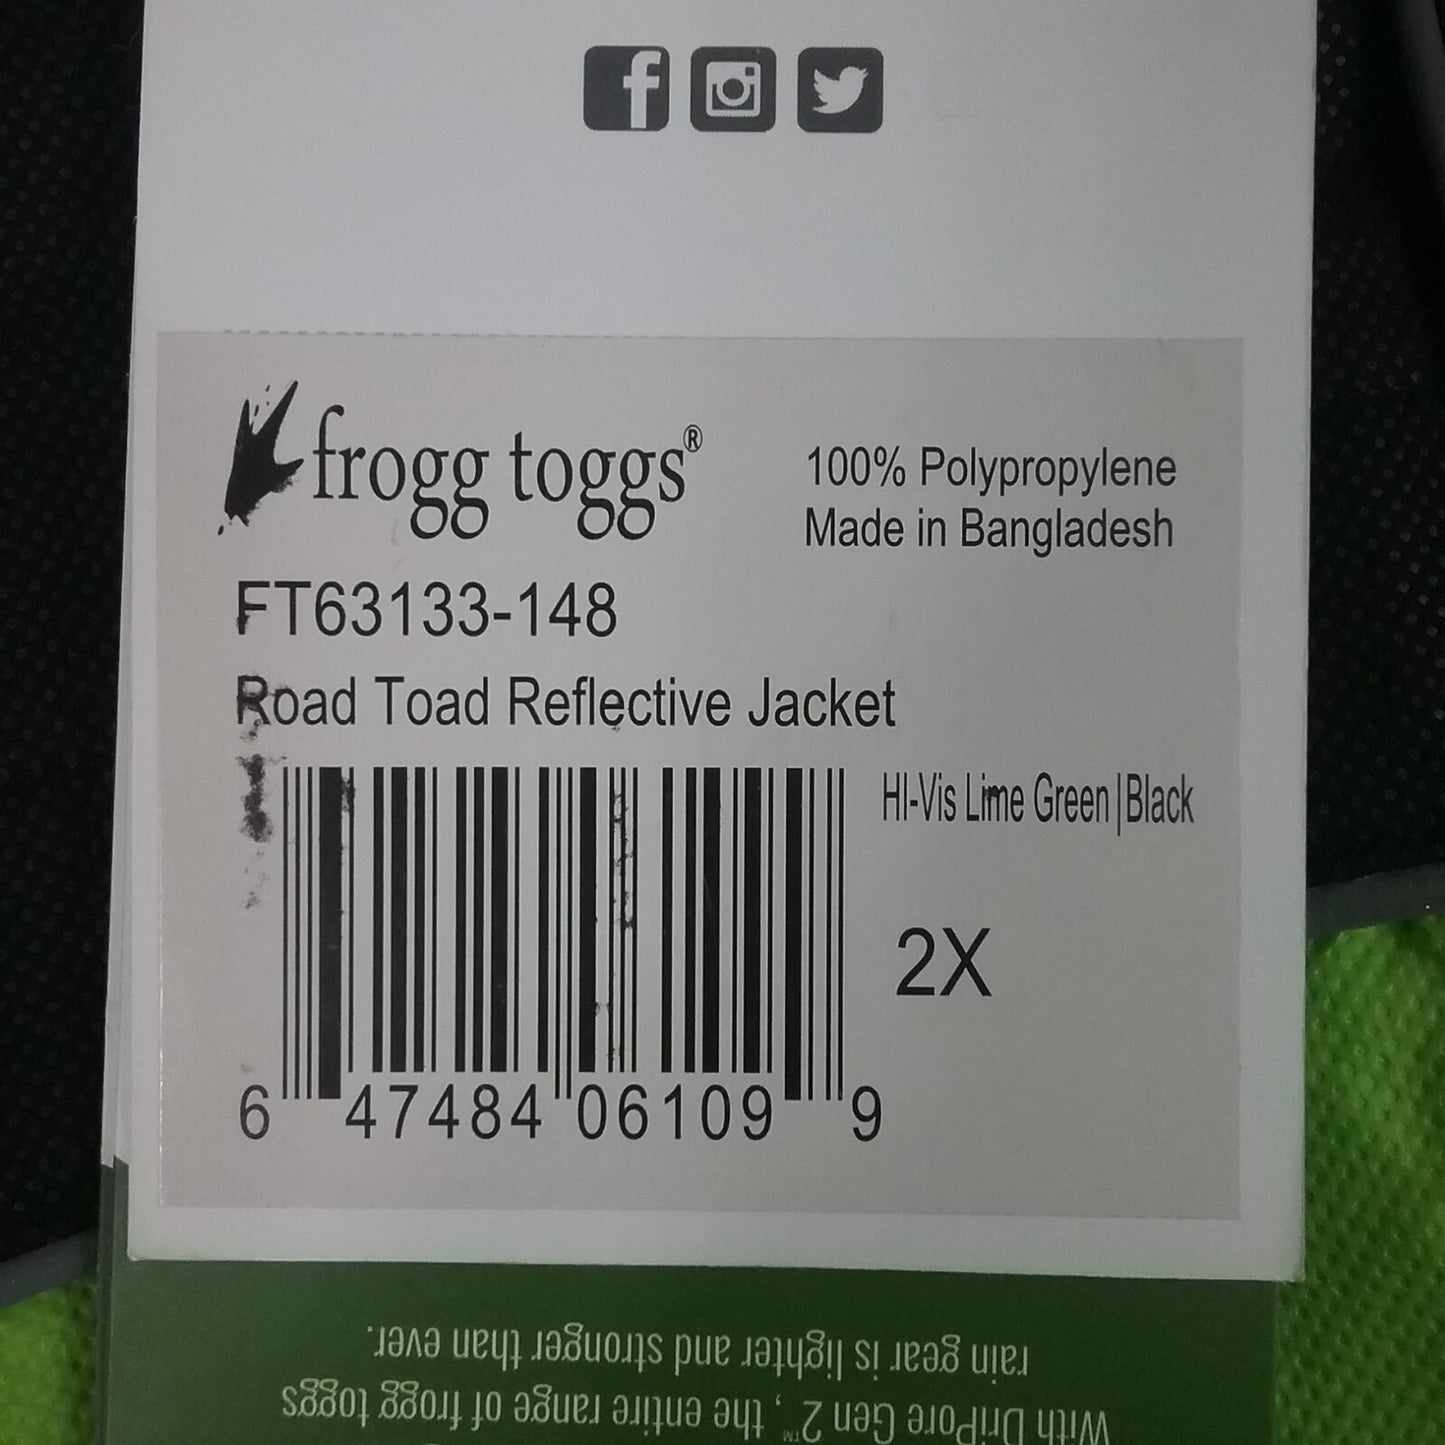 frogg toggs®
100% Polypropylene
Made in Bangladesh
FT63133-148
Road Toad Reflective Jacket
HI-Vis Lime Green|Black
2X
6 47484 06109 9
With DriPore Gen 2™, the entire range of frogg toggs
rain gear is lighter and stronger than ever.